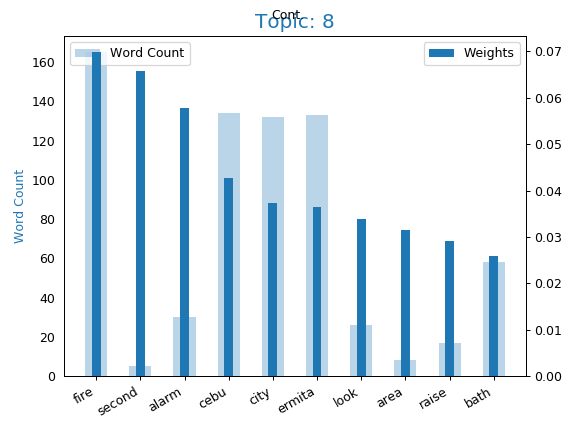 Cont.
Topic: 8
Word Count
Weights
160
140
120
100
80
60
40
20
0
Word Count
0.07
0.06
0.05
0.04
0.03
0.02
0.01
0.00
fire second alarm cebu city ermita look area raise bath